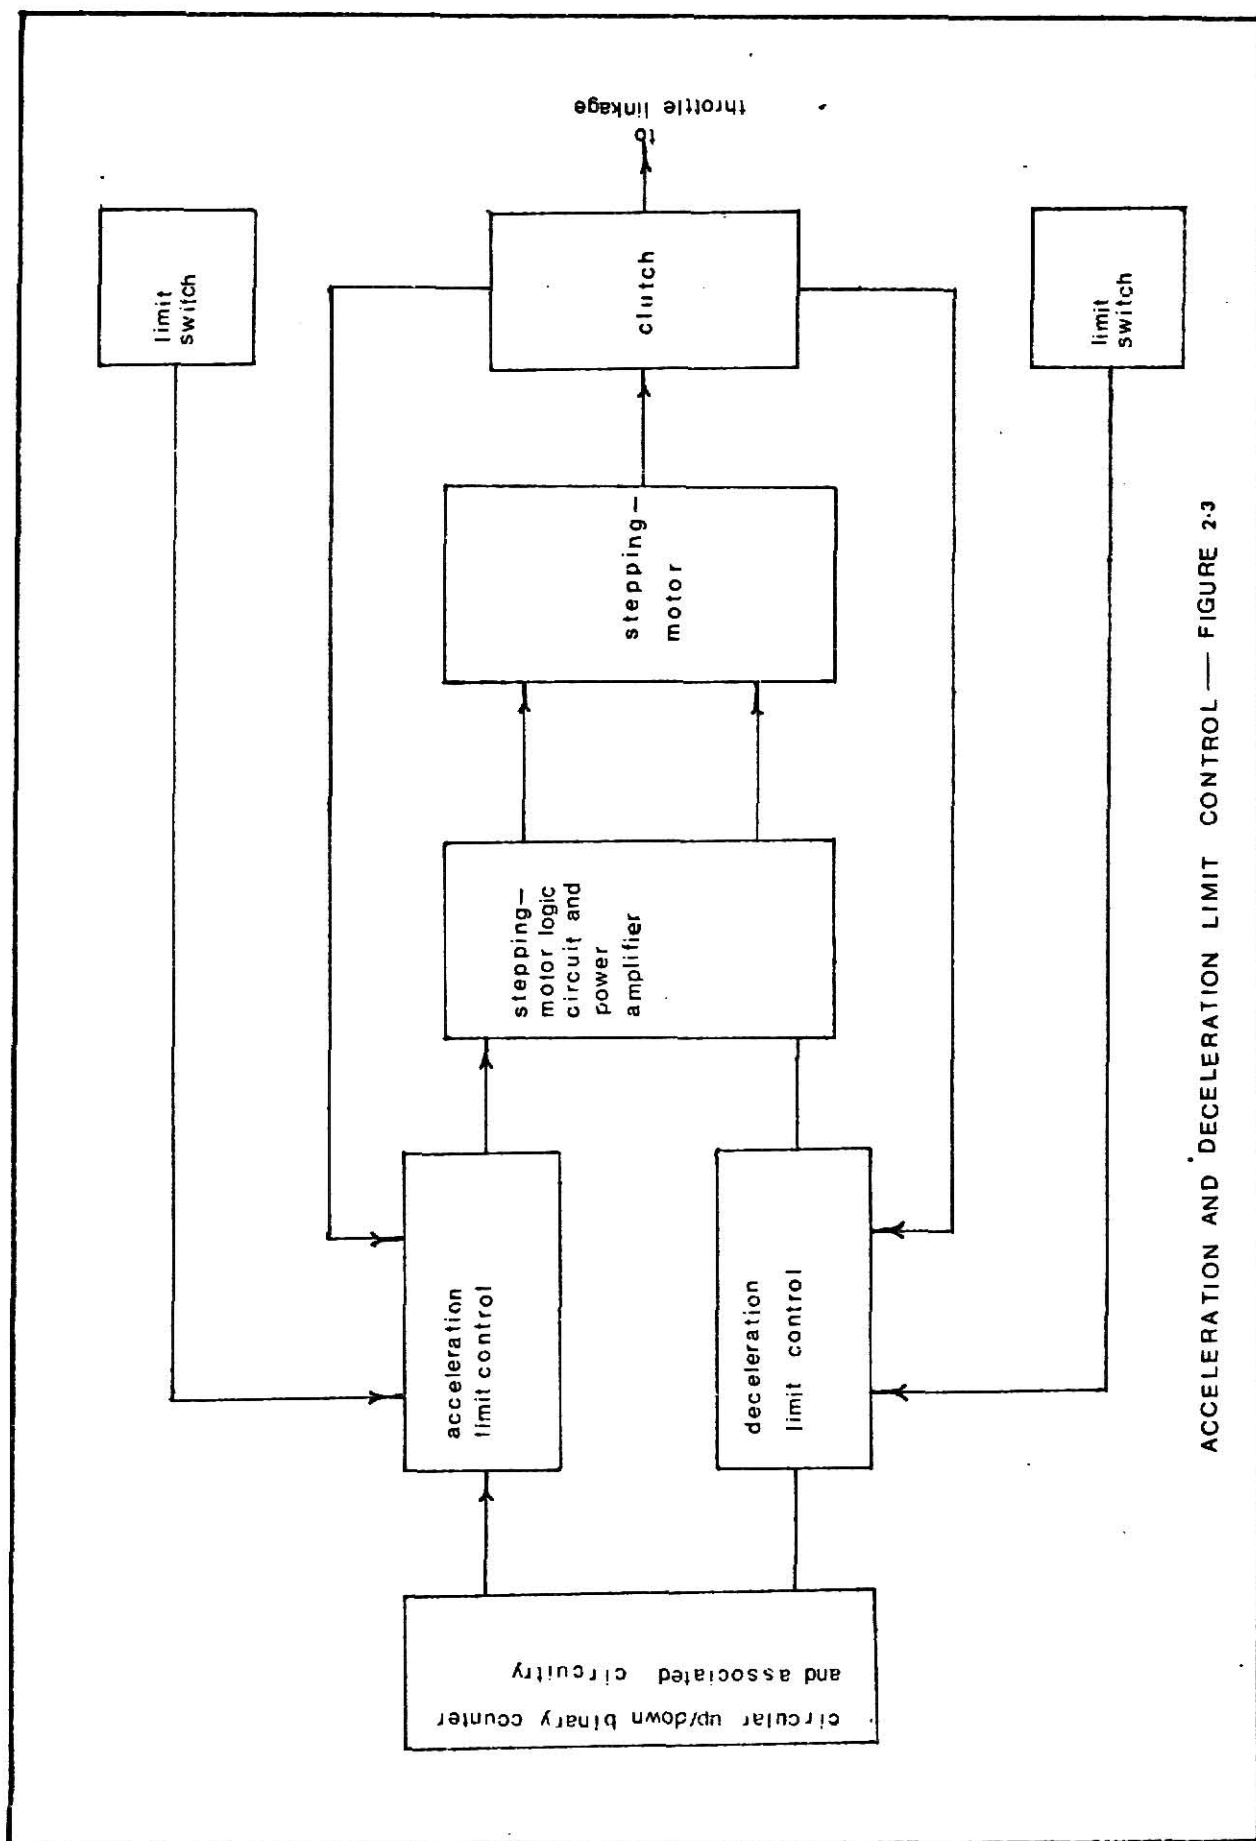 limit
switch
to
throttle linkage
clutch
stepping—
motor
stepping—
motor logic
circuit and
power
amplifier
acceleration
limit control
deceleration
limit control
circular up/down binary counter
and associated circuitry
limit
switch
ACCELERATION AND DECELERATION LIMIT CONTROL — FIGURE 2·3